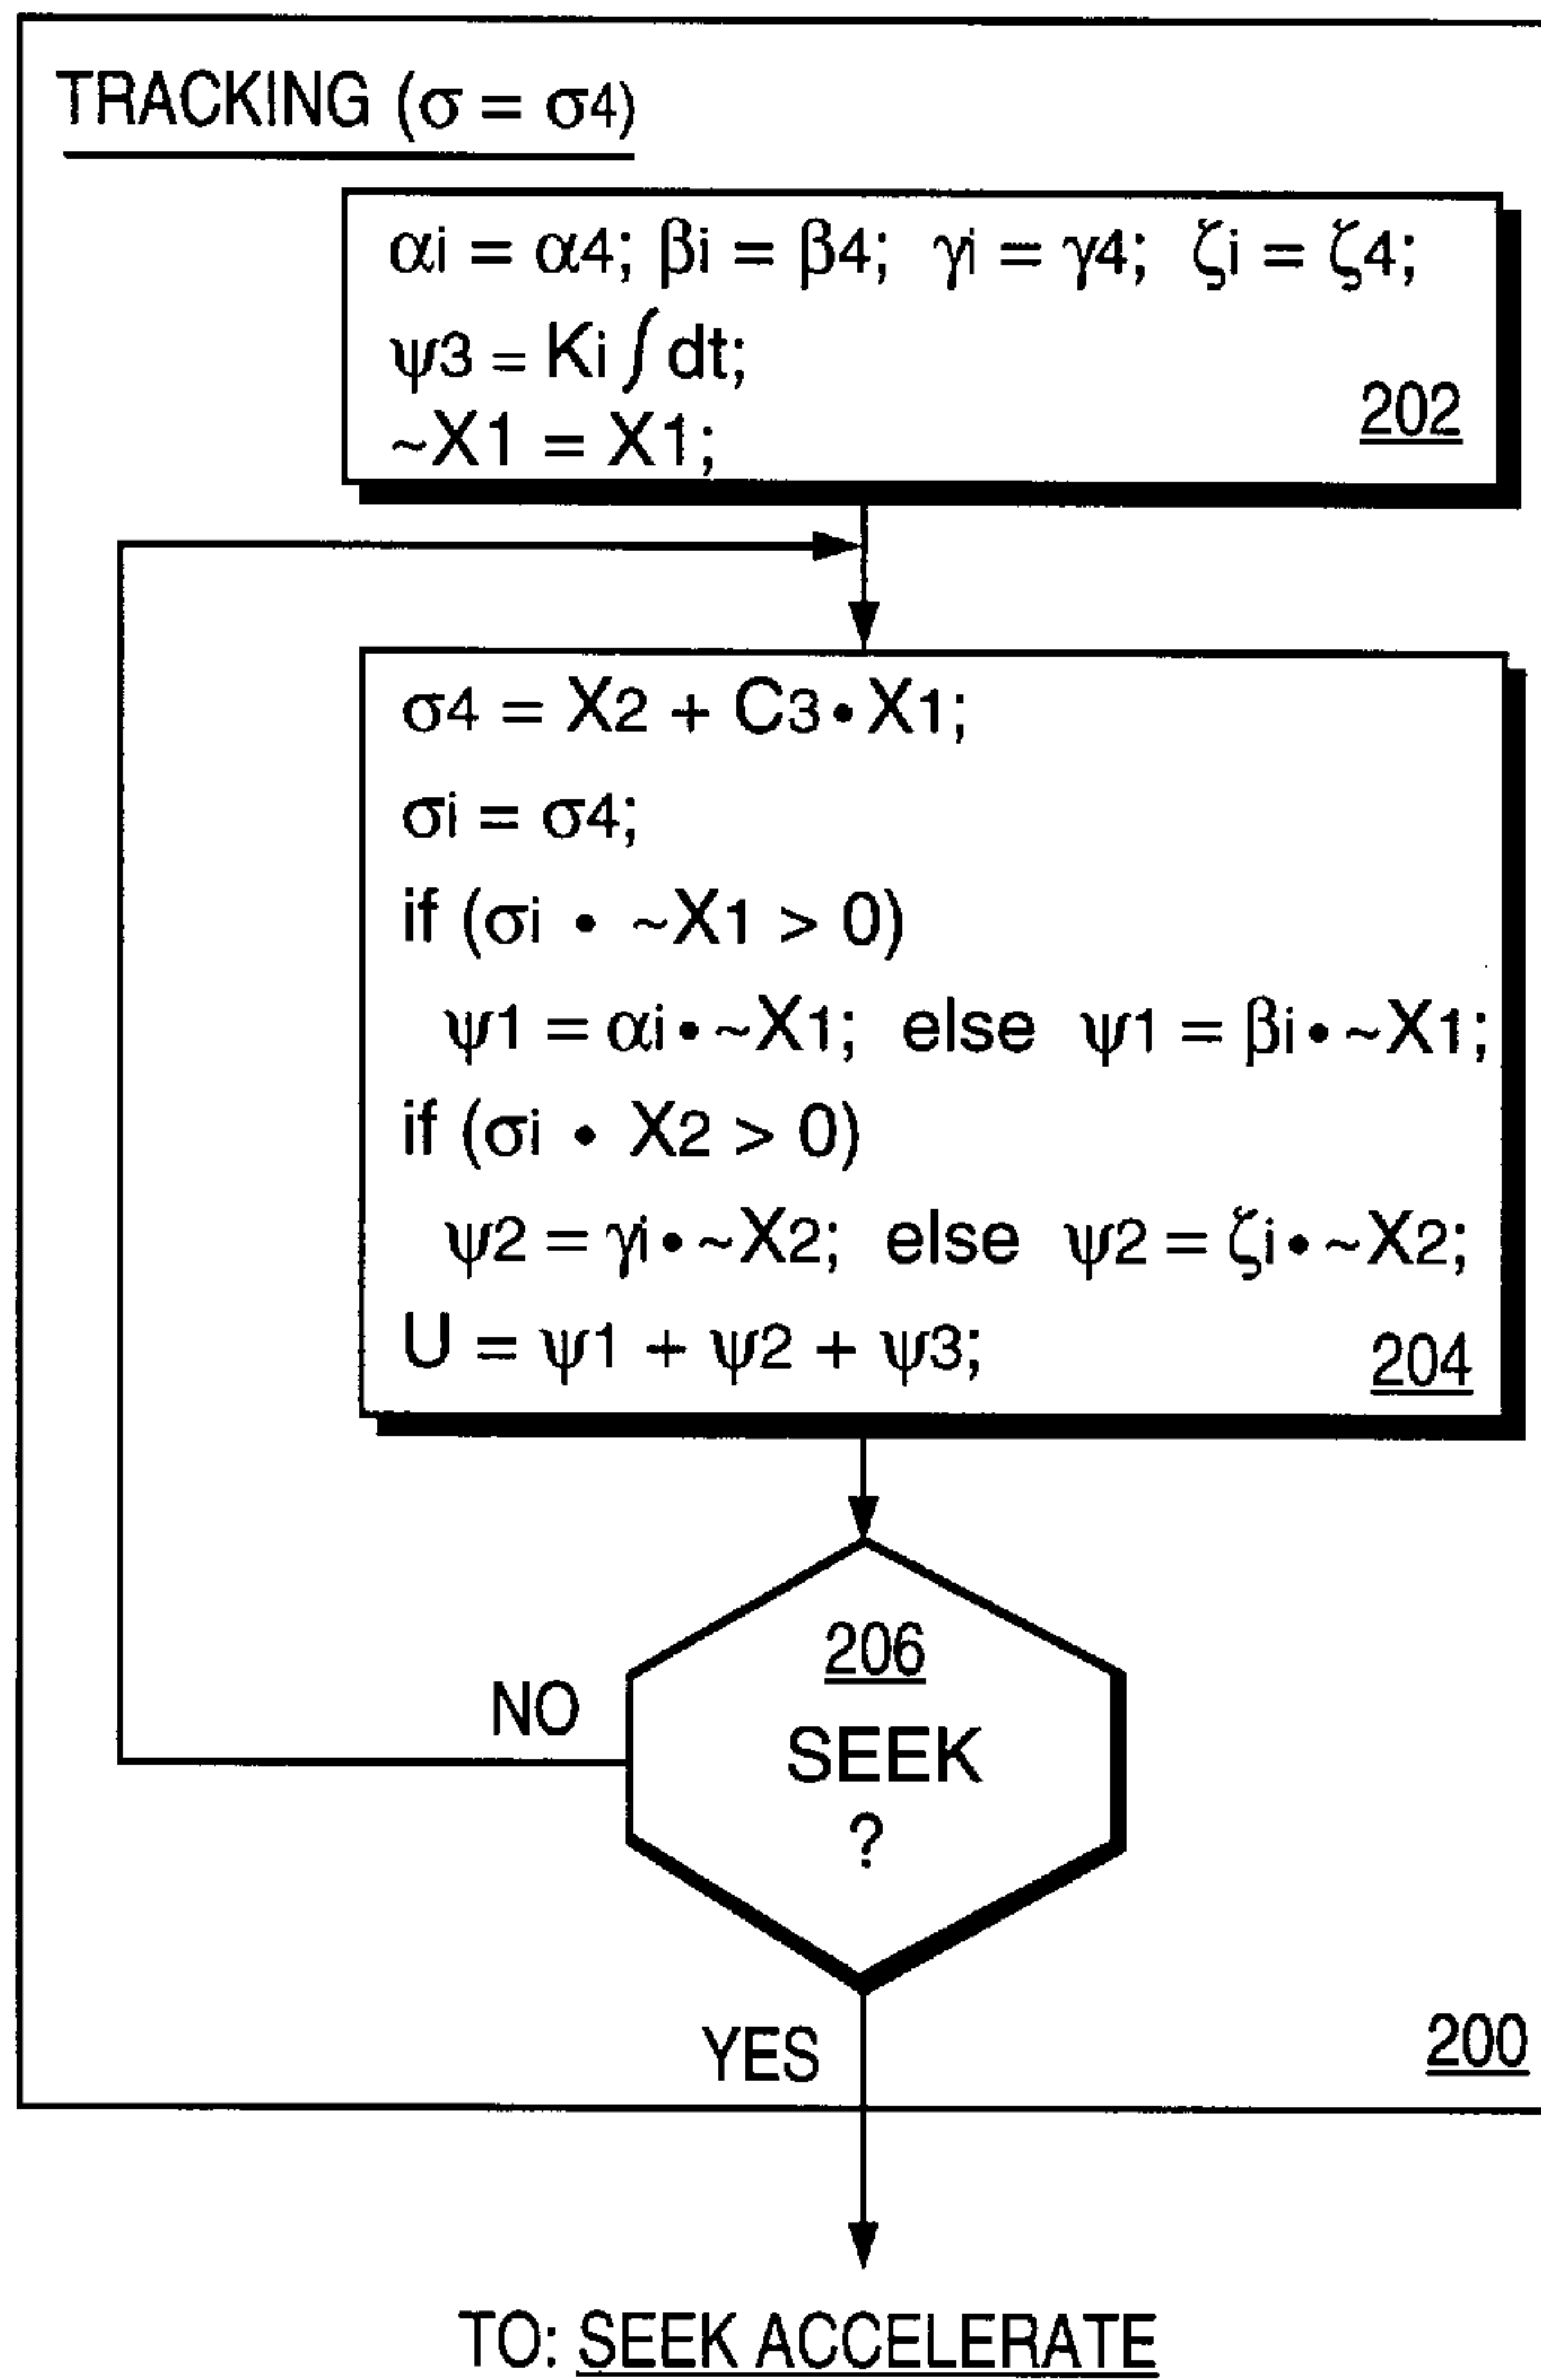 TRACKING (σ = σ4)
αi = α4; βi = β4; γi = γ4; ζi = ζ4;
ψ3 = Ki ∫dt;
~X1 = X1;
202
σ4 = X2 + C3•X1;
σi = σ4;
if (σi • ~X1 > 0)
ψ1 = αi•~X1; else ψ1 = βi•~X1;
if (σi • X2 > 0)
ψ2 = γi•~X2; else ψ2 = ζi•~X2;
U = ψ1 + ψ2 + ψ3;
204
206
SEEK
?
NO
YES
200
TO: SEEK ACCELERATE